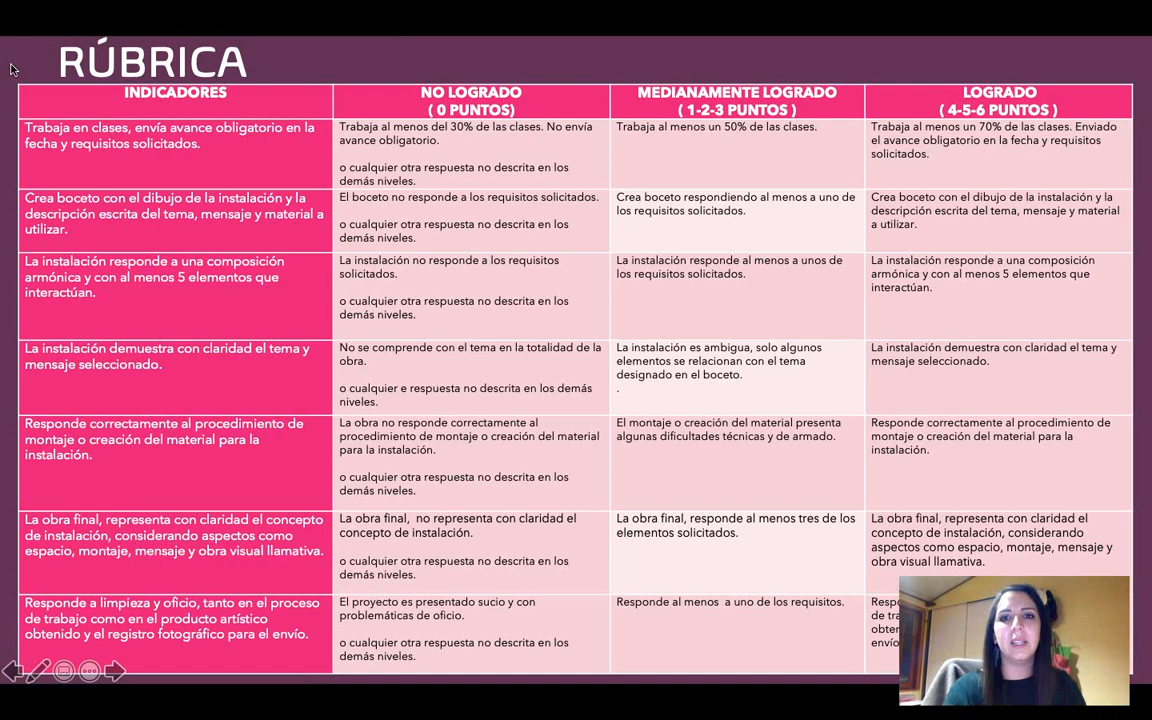 RÚBRICA
INDICADORES
NO LOGRADO
( 0 PUNTOS)
MEDIANAMENTE LOGRADO
( 1-2-3 PUNTOS )
LOGRADO
( 4-5-6 PUNTOS )
Trabaja en clases, envía avance obligatorio en la
fecha y requisitos solicitados.
Trabaja al menos del 30% de las clases. No envía
avance obligatorio.
o cualquier otra respuesta no descrita en los
demás niveles.
Trabaja al menos un 50% de las clases.
Trabaja al menos un 70% de las clases. Enviado
el avance obligatorio en la fecha y requisitos
solicitados.
Crea boceto con el dibujo de la instalación y la
descripción escrita del tema, mensaje y material a
utilizar.
El boceto no responde a los requisitos solicitados.
o cualquier otra respuesta no descrita en los
demás niveles.
Crea boceto respondiendo al menos a uno de
los requisitos solicitados.
Crea boceto con el dibujo de la instalación y la
descripción escrita del tema, mensaje y material
a utilizar.
La instalación responde a una composición
armónica y con al menos 5 elementos que
interactúan.
La instalación no responde a los requisitos
solicitados.
o cualquier otra respuesta no descrita en los
demás niveles.
La instalación responde al menos a unos de
los requisitos solicitados.
La instalación responde a una composición
armónica y con al menos 5 elementos que
interactúan.
La instalación demuestra con claridad el tema y
mensaje seleccionado.
No se comprende con el tema en la totalidad de la
obra.
o cualquier e respuesta no descrita en los demás
niveles.
La instalación es ambigua, solo algunos
elementos se relacionan con el tema
designado en el boceto.
.
La instalación demuestra con claridad el tema y
mensaje seleccionado.
Responde correctamente al procedimiento de
montaje o creación del material para la
instalación.
La obra no responde correctamente al
procedimiento de montaje o creación del material
para la instalación.
o cualquier otra respuesta no descrita en los
demás niveles.
El montaje o creación del material presenta
algunas dificultades técnicas y de armado.
Responde correctamente al procedimiento de
montaje o creación del material para la
instalación.
La obra final, representa con claridad el concepto
de instalación, considerando aspectos como
espacio, montaje, mensaje y obra visual llamativa.
La obra final, no representa con claridad el
concepto de instalación.
o cualquier otra respuesta no descrita en los
demás niveles.
La obra final, responde al menos tres de los
elementos solicitados.
La obra final, representa con claridad el
concepto de instalación, considerando
aspectos como espacio, montaje, mensaje y
obra visual llamativa.
Responde a limpieza y oficio, tanto en el proceso
de trabajo como en el producto artístico
obtenido y el registro fotográfico para el envío.
El proyecto es presentado sucio y con
problemáticas de oficio.
o cualquier otra respuesta no descrita en los
demás niveles.
Responde al menos a uno de los requisitos.
de